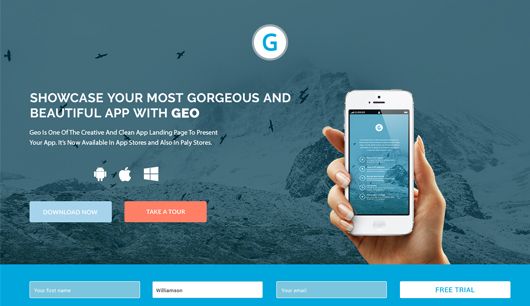 G
SHOWCASE YOUR MOST GORGEOUS AND
BEAUTIFUL APP WITH GEO
Geo Is One Of The Creative And Clean App Landing Page To Present
Your App. It's Now Available In App Stores and Also In Paly Stores.
G
DOWNLOAD NOW
TAKE A TOUR
Your first name
Williamson
Your email
FREE TRIAL